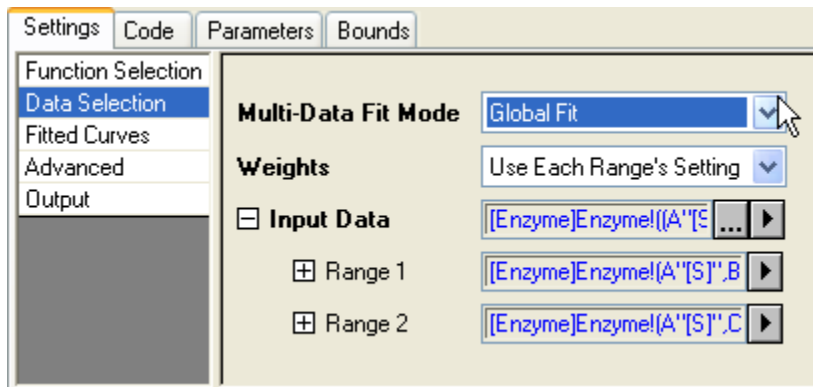 Settings Code Parameters Bounds
Function Selection
Data Selection
Fitted Curves
Advanced
Output
Multi-Data Fit Mode Global Fit
Weights Use Each Range's Setting
Input Data [Enzyme]Enzyme!((A"[S ...
Range 1 [Enzyme]Enzyme!(A"[S]",B
Range 2 [Enzyme]Enzyme!(A"[S]",C